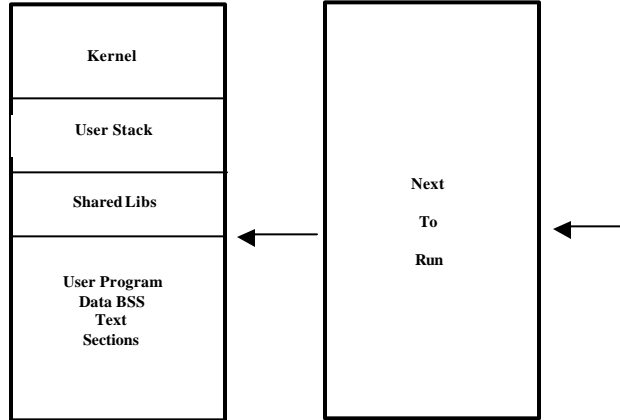 Kernel
User Stack
Shared Libs
User Program
Data BSS
Text
Sections
Next
To
Run